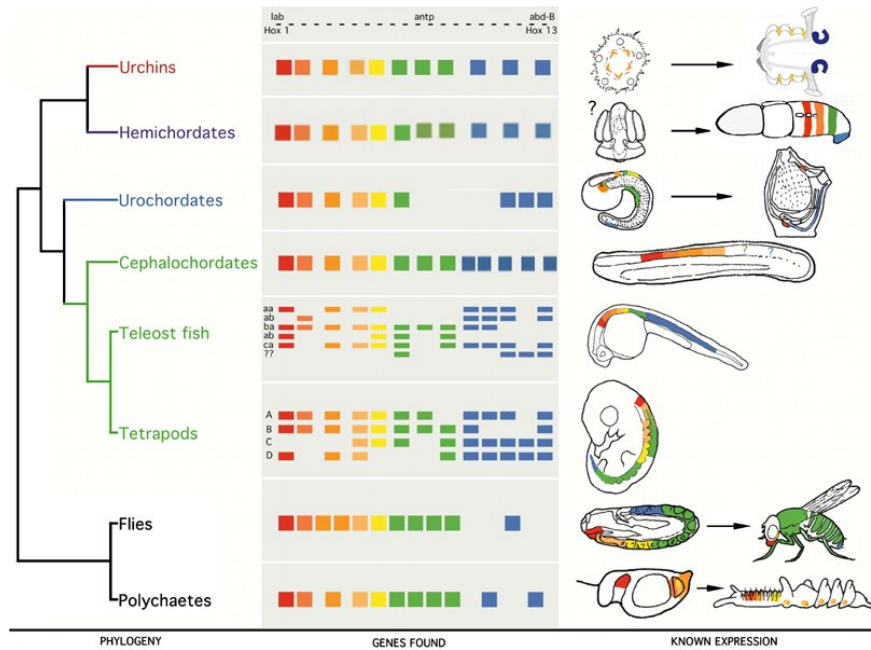 lab antp abd-B
Hox 1 Hox 13
Urchins
?
Hemichordates
Urochordates
Cephalochordates
? ?
aa
ab
Teleost fish
ba
ab
ca
??
A
Tetrapods
B
C
D
Flies
Polychaetes
PHYLOGENY GENES FOUND KNOWN EXPRESSION